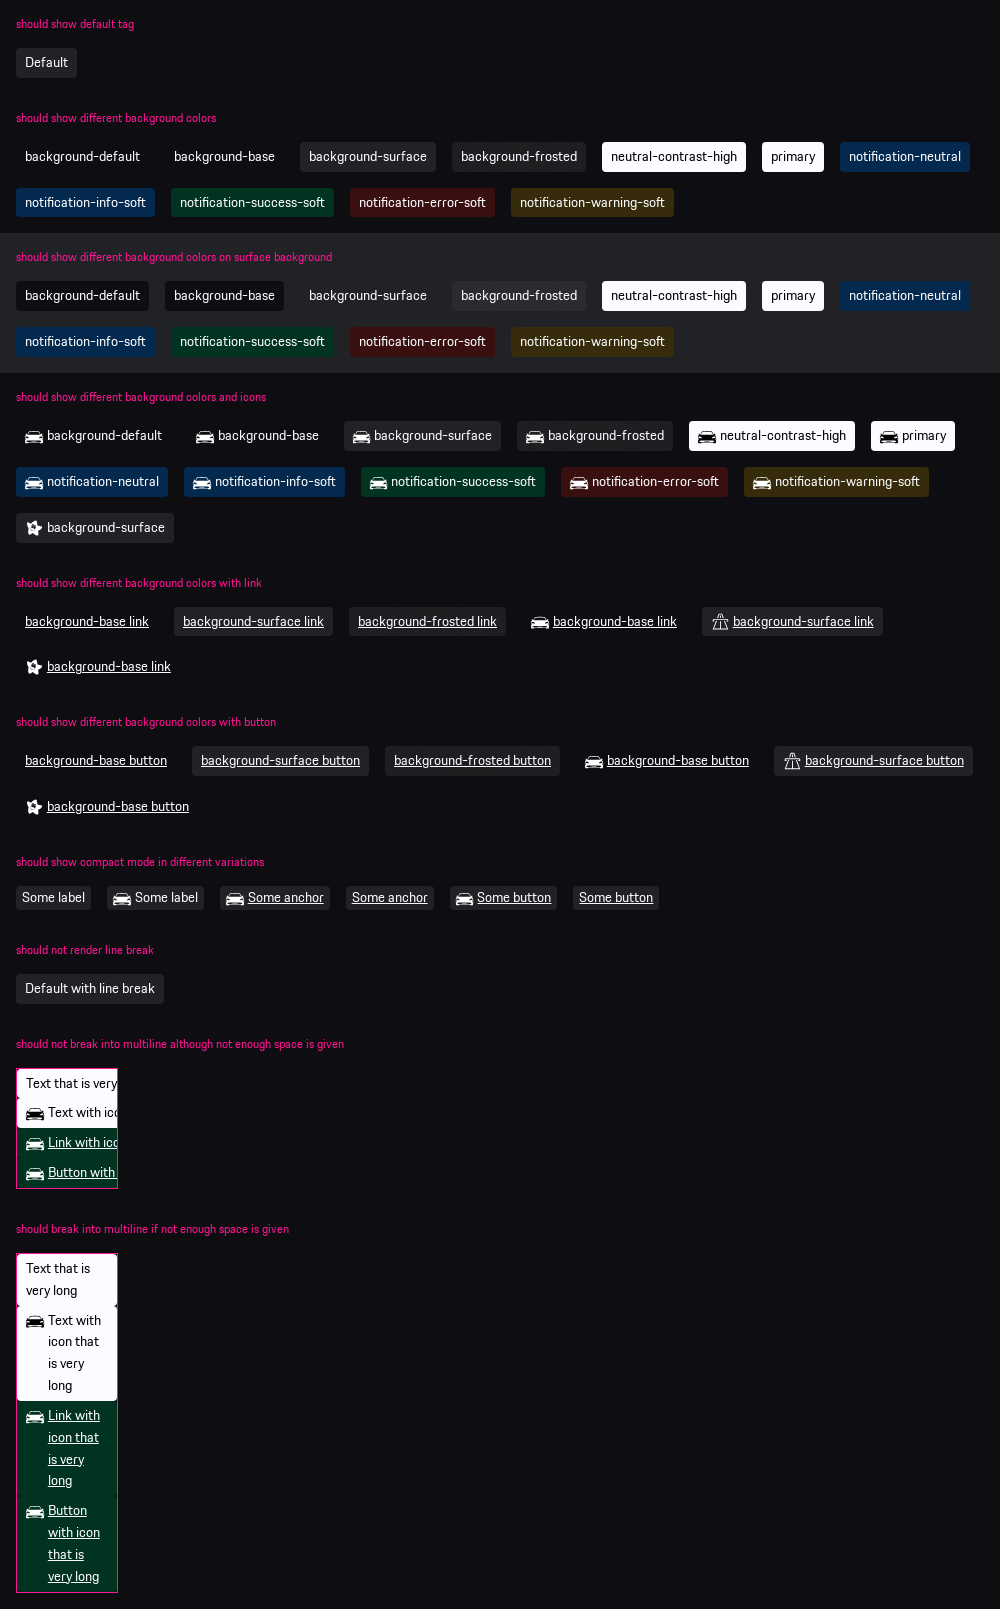 should show default tag
Default
should show different background colors
background-default background-base background-surface background-frosted neutral-contrast-high primary notification-neutral
notification-info-soft notification-success-soft notification-error-soft notification-warning-soft
should show different background colors on surface background
background-default background-base background-surface background-frosted neutral-contrast-high primary notification-neutral
notification-info-soft notification-success-soft notification-error-soft notification-warning-soft
should show different background colors and icons
background-default background-base background-surface background-frosted neutral-contrast-high primary
notification-neutral notification-info-soft notification-success-soft notification-error-soft notification-warning-soft
background-surface
should show different background colors with link
background-base link background-surface link background-frosted link background-base link background-surface link
background-base link
should show different background colors with button
background-base button background-surface button background-frosted button background-base button background-surface button
background-base button
should show compact mode in different variations
Some label Some label Some anchor Some anchor Some button Some button
should not render line break
Default with line break
should not break into multiline although not enough space is given
Text that is very
Text with ico
Link with ico
Button with
should break into multiline if not enough space is given
Text that is
very long
Text with
icon that
is very
long
Link with
icon that
is very
long
Button
with icon
that is
very long